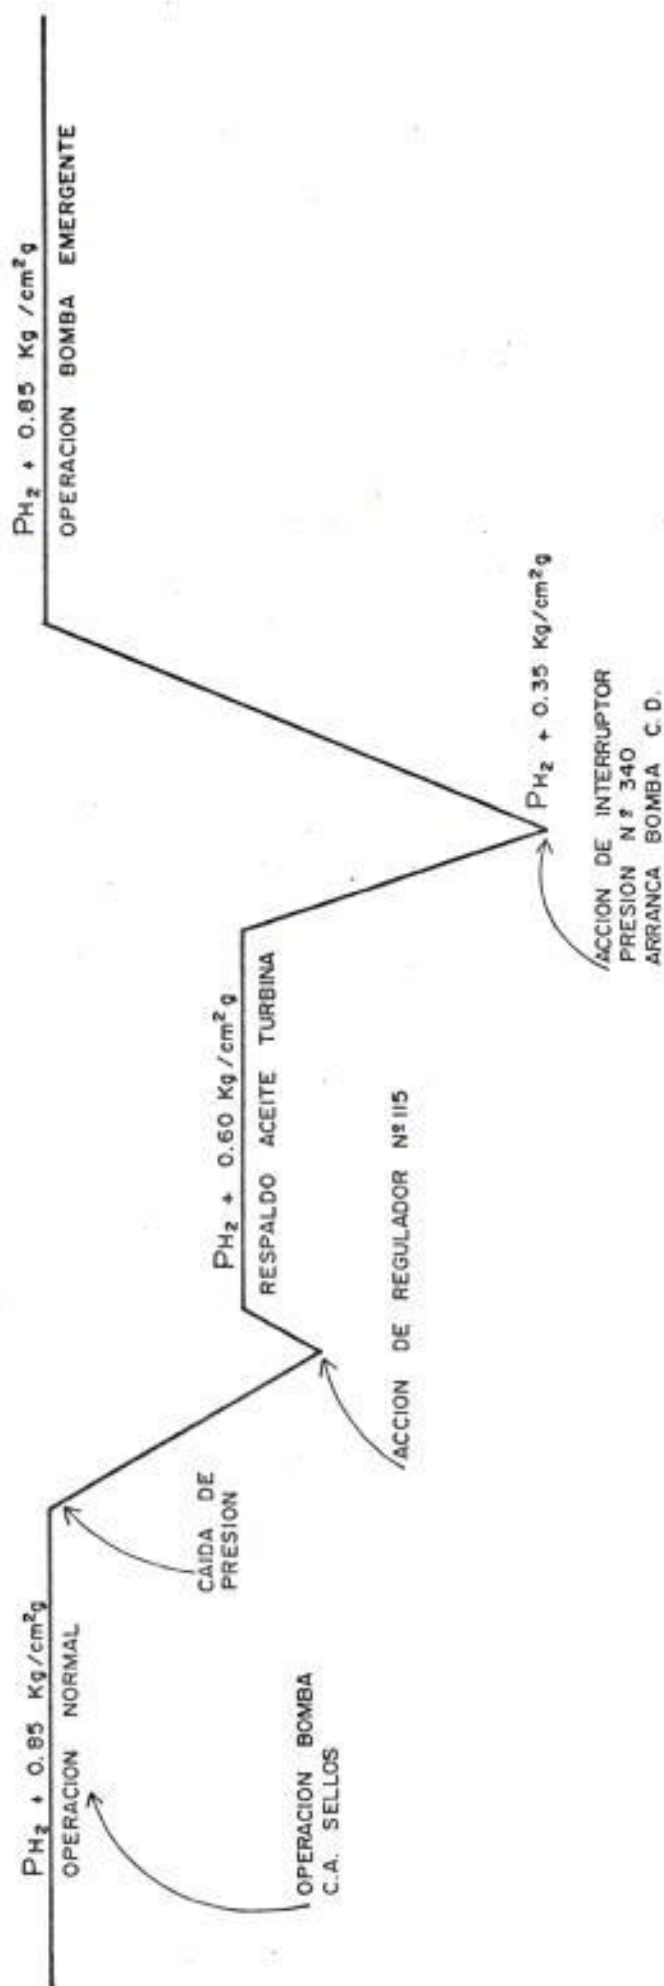 PH₂ + 0.85 Kg/cm²g
OPERACION NORMAL
OPERACION BOMBA
C.A. SELLOS
CAIDA DE
PRESION
ACCION DE REGULADOR Nº 115
PH₂ + 0.60 Kg/cm²g
RESPALDO ACEITE TURBINA
PH₂ + 0.35 Kg/cm²g
ACCION DE INTERRUPTOR
PRESION Nº 340
ARRANCA BOMBA C.D.
PH₂ + 0.85 Kg/cm²g
OPERACION BOMBA EMERGENTE